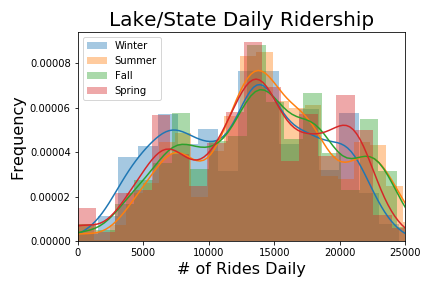 Lake/State Daily Ridership
Winter
Summer
Fall
Spring
Frequency
0.00008
0.00006
0.00004
0.00002
0.00000
0 5000 10000 15000 20000 25000
# of Rides Daily